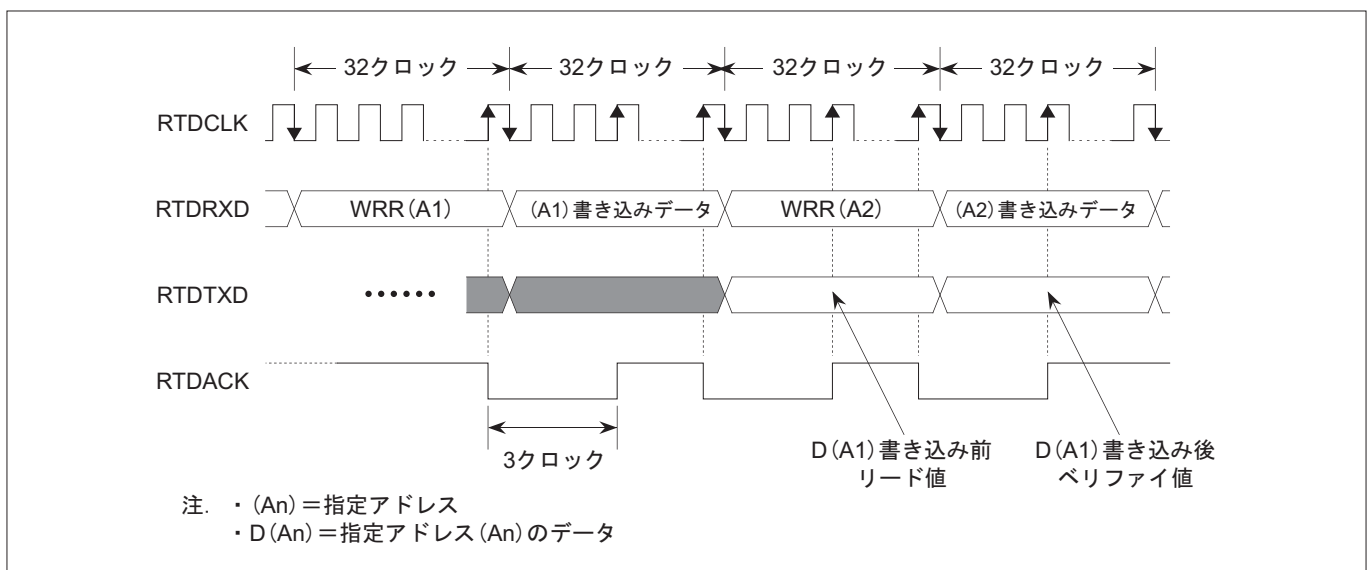 32クロック 32クロック 32クロック 32クロック
RTDCLK
RTDRXD WRR(A1) (A1)書き込みデータ WRR(A2) (A2)書き込みデータ
RTDTXD ••••••
RTDACK
3クロック
D(A1)書き込み前
リード値
D(A1)書き込み後
ベリファイ値
注. ・(An)=指定アドレス
・D(An)=指定アドレス(An)のデータ